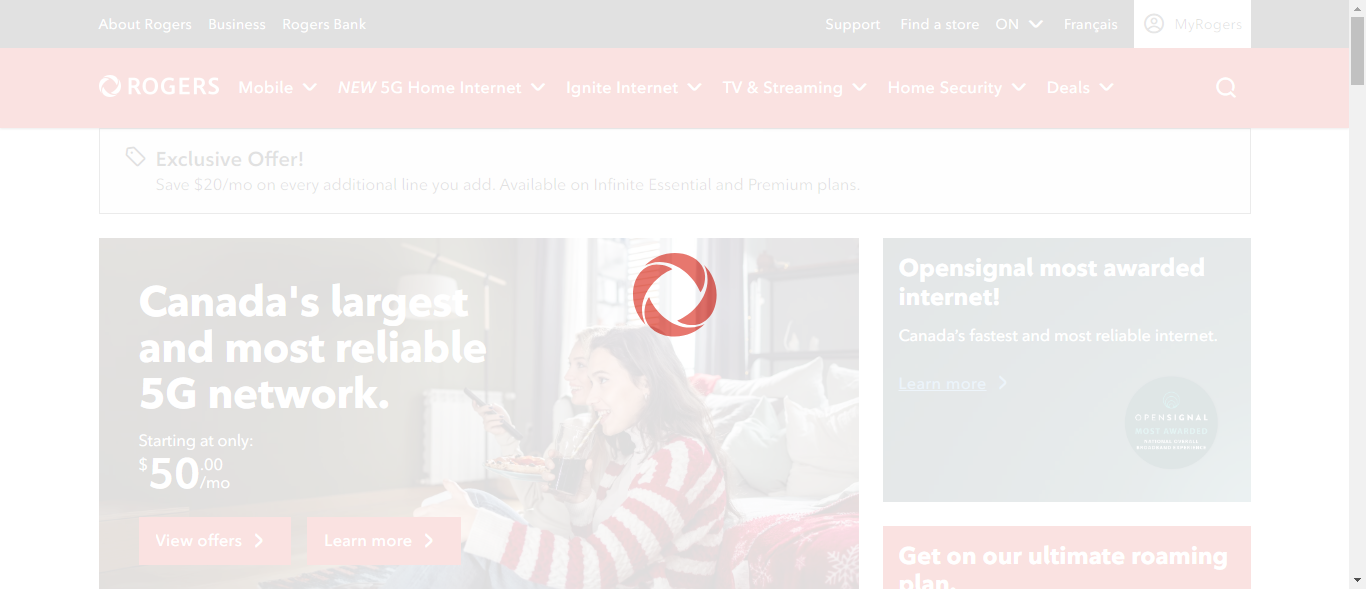 About Rogers Business Rogers Bank Support Find a store ON Français MyRogers
ROGERS Mobile NEW 5G Home Internet Ignite Internet TV & Streaming Home Security Deals
Exclusive Offer!
Save $20/mo on every additional line you add. Available on Infinite Essential and Premium plans.
Canada's largest
and most reliable
5G network.
Starting at only:
$50.00
/mo
View offers Learn more
Opensignal most awarded
internet!
Canada's fastest and most reliable internet.
Learn more
OPENSIGNAL
MOST AWARDED
NATIONAL OVERALL
BROADBAND EXPERIENCE
Get on our ultimate roaming
plan.